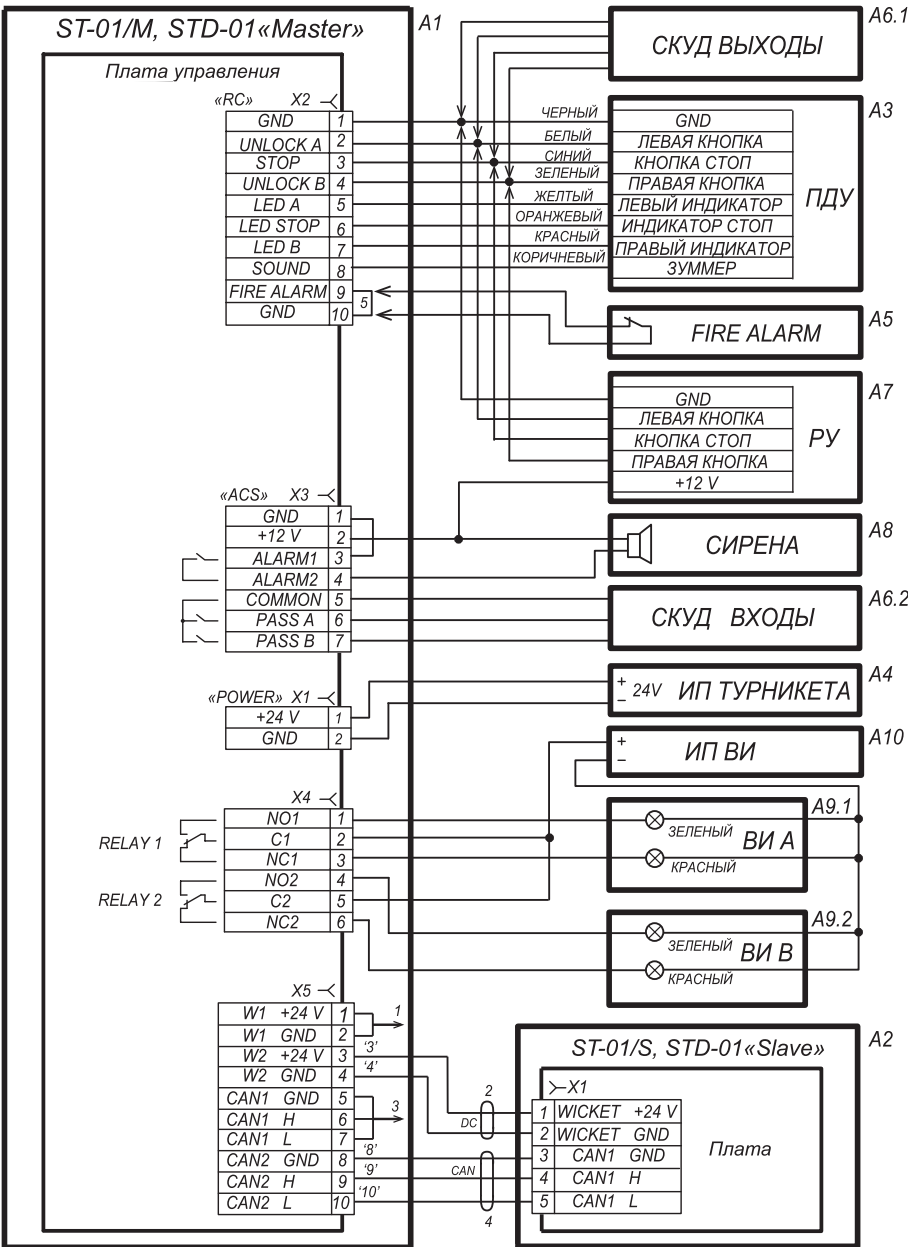 ST-01/M, STD-01«Master»
A1
Плата управления
«RC» X2
GND 1
UNLOCK A 2
STOP 3
UNLOCK B 4
LED A 5
LED STOP 6
LED B 7
SOUND 8
FIRE ALARM 9
GND 10
5
ЧЕРНЫЙ
БЕЛЫЙ
СИНИЙ
ЗЕЛЕНЫЙ
ЖЕЛТЫЙ
ОРАНЖЕВЫЙ
КРАСНЫЙ
КОРИЧНЕВЫЙ
СКУД ВЫХОДЫ
A6.1
GND
ЛЕВАЯ КНОПКА
КНОПКА СТОП
ПРАВАЯ КНОПКА
ЛЕВЫЙ ИНДИКАТОР
ИНДИКАТОР СТОП
ПРАВЫЙ ИНДИКАТОР
ЗУММЕР
ПДУ
A3
FIRE ALARM
A5
GND
ЛЕВАЯ КНОПКА
КНОПКА СТОП
ПРАВАЯ КНОПКА
+12 V
РУ
A7
«ACS» X3
GND 1
+12 V 2
ALARM1 3
ALARM2 4
COMMON 5
PASS A 6
PASS B 7
СИРЕНА
A8
СКУД ВХОДЫ
A6.2
«POWER» X1
+24 V 1
GND 2
+
–
24V ИП ТУРНИКЕТА
A4
+
–
ИП ВИ
A10
X4
NO1 1
C1 2
NC1 3
NO2 4
C2 5
NC2 6
RELAY 1
RELAY 2
A9.1
ЗЕЛЕНЫЙ
ВИ A
КРАСНЫЙ
A9.2
ЗЕЛЕНЫЙ
ВИ B
КРАСНЫЙ
X5
W1 +24 V 1
W1 GND 2
W2 +24 V 3
W2 GND 4
CAN1 GND 5
CAN1 H 6
CAN1 L 7
CAN2 GND 8
CAN2 H 9
CAN2 L 10
1
‘3’
‘4’
3
‘8’
‘9’
‘10’
2
DC
CAN
4
ST-01/S, STD-01«Slave»
A2
X1
1 WICKET +24 V
2 WICKET GND
3 CAN1 GND
4 CAN1 H
5 CAN1 L
Плата